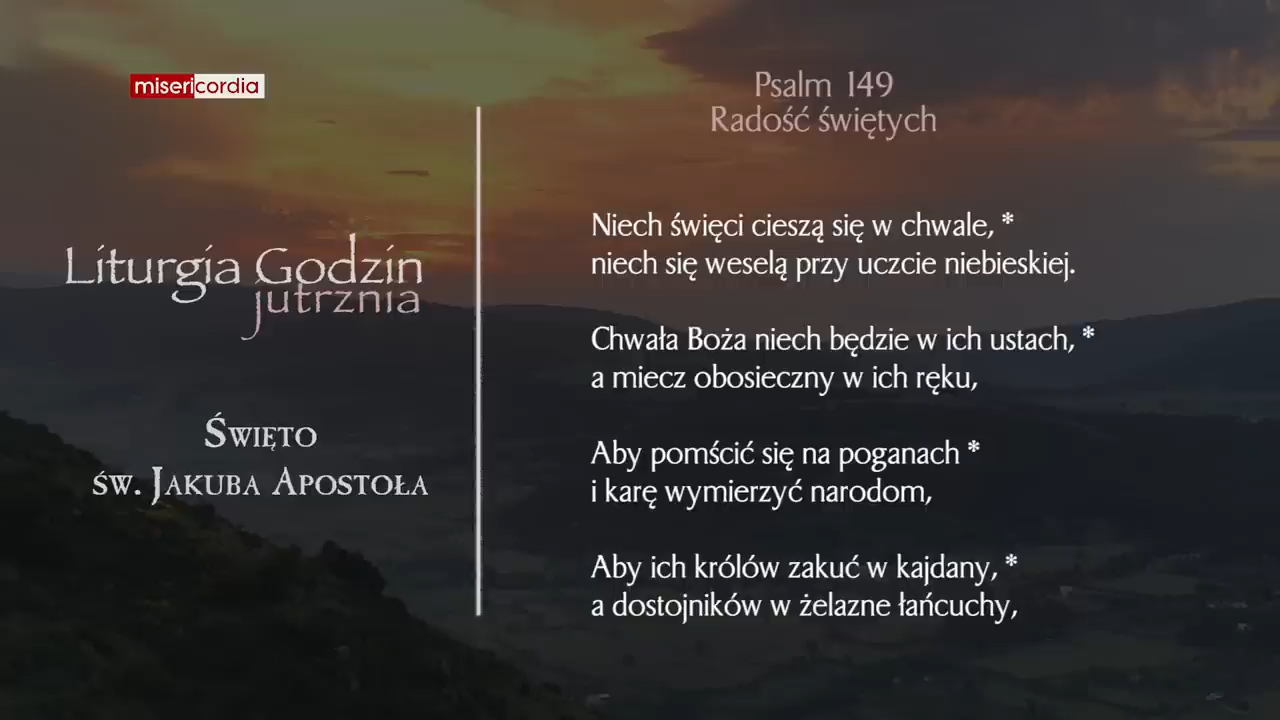 misericordia
Liturgia Godzin
jutrznia
Święto
św. Jakuba Apostoła
Psalm 149
Radość świętych
Niech święci cieszą się w chwale, *
niech się weselą przy uczcie niebieskiej.
Chwała Boża niech będzie w ich ustach, *
a miecz obosieczny w ich ręku,
Aby pomścić się na poganach *
i karę wymierzyć narodom,
Aby ich królów zakuć w kajdany, *
a dostojników w żelazne łańcuchy,